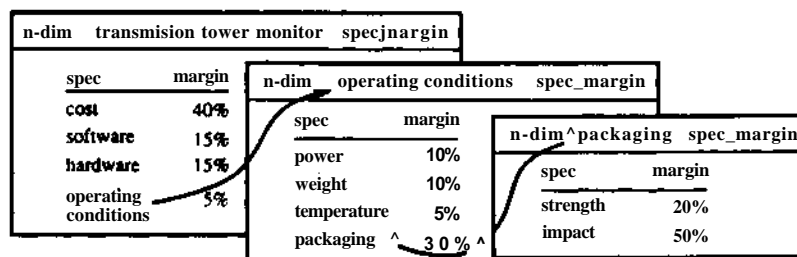 n-dim transmision tower monitor specjnargin
spec margin
cost 40%
software 15%
hardware 15%
operating conditions 5%
n-dim operating conditions spec_margin
spec margin
power 10%
weight 10%
temperature 5%
packaging ^ 30% ^
n-dim^packaging spec_margin
spec margin
strength 20%
impact 50%